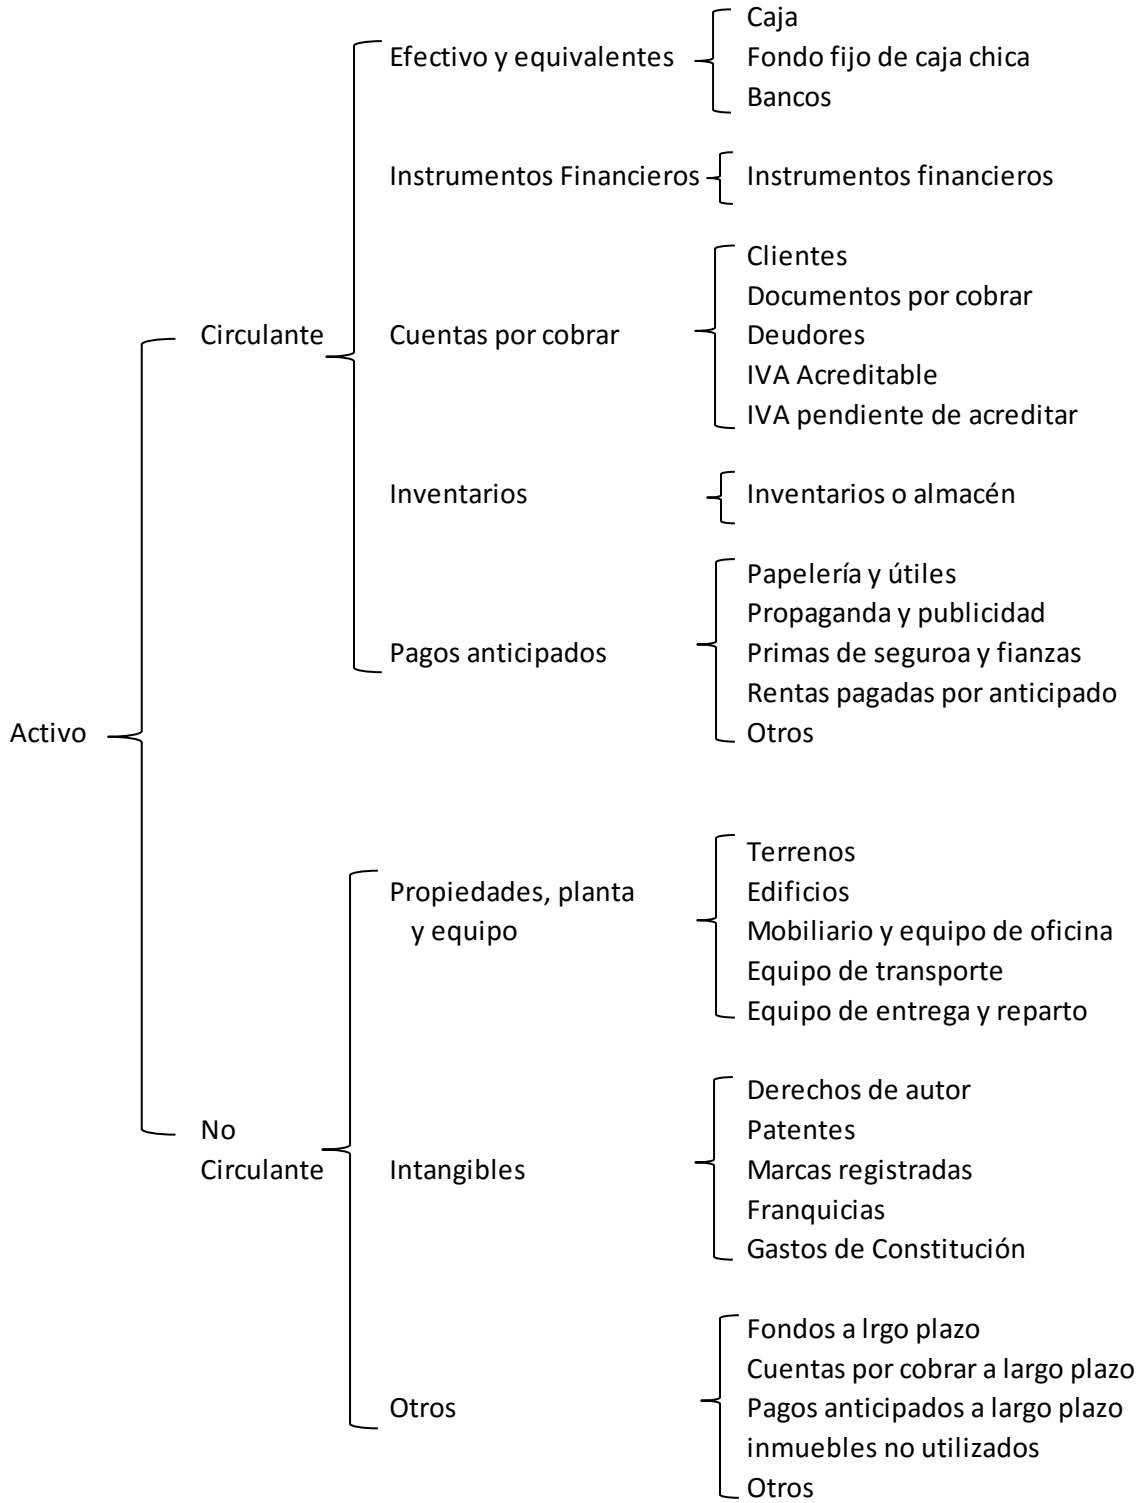 Activo
Circulante
Efectivo y equivalentes
Caja
Fondo fijo de caja chica
Bancos
Instrumentos Financieros
Instrumentos financieros
Cuentas por cobrar
Clientes
Documentos por cobrar
Deudores
IVA Acreditable
IVA pendiente de acreditar
Inventarios
Inventarios o almacén
Pagos anticipados
Papelería y útiles
Propaganda y publicidad
Primas de seguroa y fianzas
Rentas pagadas por anticipado
Otros
No
Circulante
Propiedades, planta
y equipo
Terrenos
Edificios
Mobiliario y equipo de oficina
Equipo de transporte
Equipo de entrega y reparto
Intangibles
Derechos de autor
Patentes
Marcas registradas
Franquicias
Gastos de Constitución
Otros
Fondos a lrgo plazo
Cuentas por cobrar a largo plazo
Pagos anticipados a largo plazo
inmuebles no utilizados
Otros